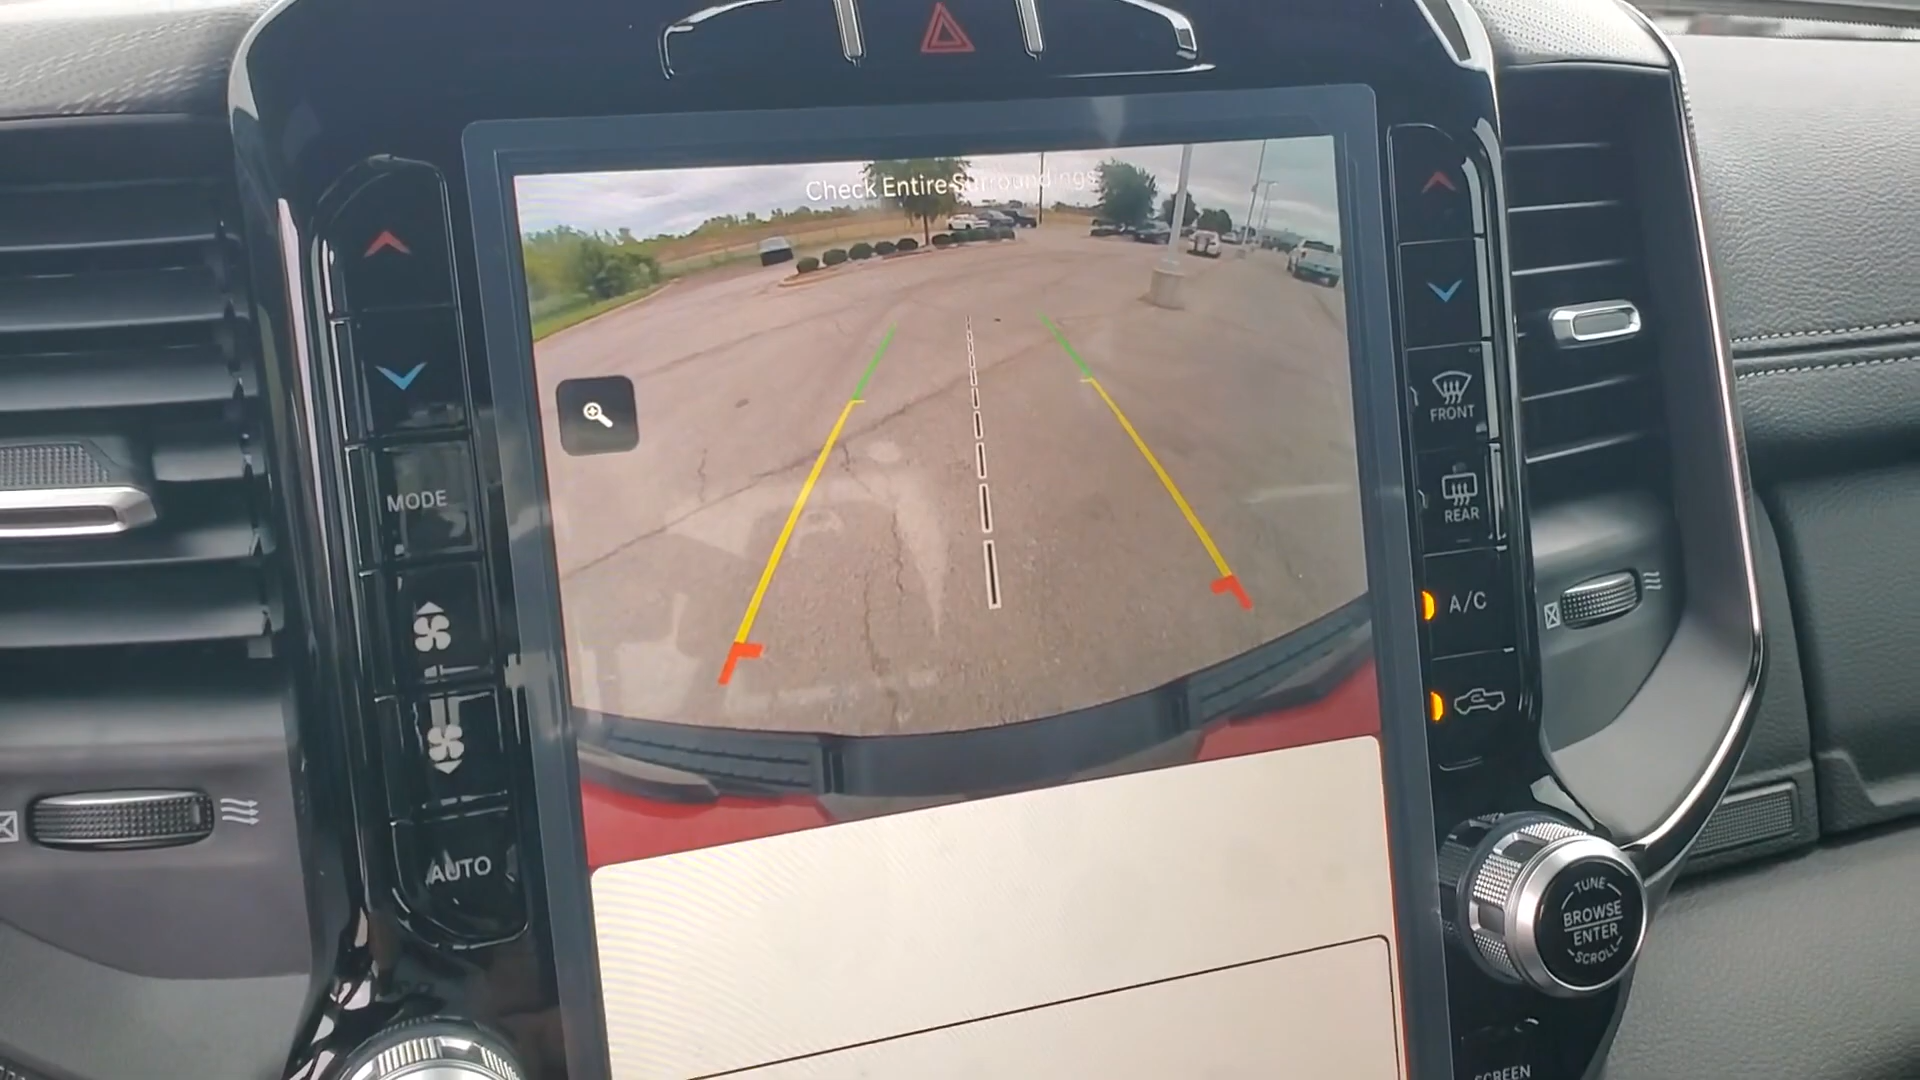 Check Entire Surroundings
MODE
AUTO
FRONT
REAR
A/C
TUNE
BROWSE
ENTER
SCROLL
SCREEN